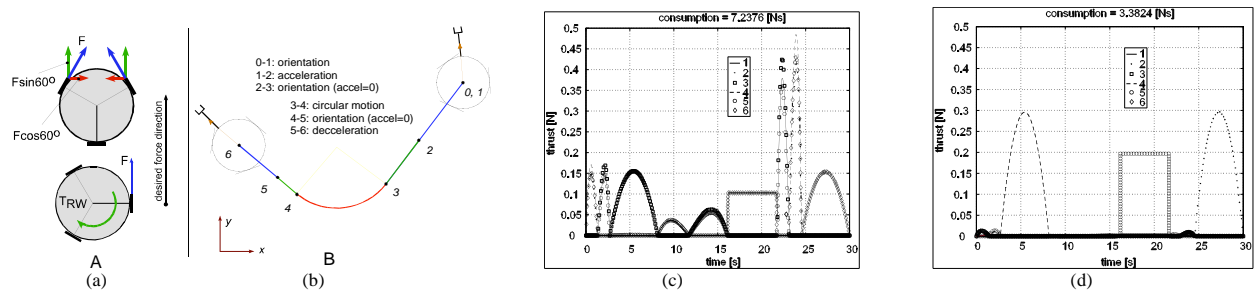 F
Fsin60o
Fcos60o
F
TRW
desired force direction
A
(a)
0-1: orientation
1-2: acceleration
2-3: orientation (accel=0)
3-4: circular motion
4-5: orientation (accel=0)
5-6: decceleration
0, 1
2
3
4
5
6
y
x
B
(b)
consumption = 7.2376 [Ns]
thrust [N]
0.5
0.45
0.4
0.35
0.3
0.25
0.2
0.15
0.1
0.05
0
0 5 10 15 20 25 30
time [s]
1
2
3
4
5
6
(c)
consumption = 3.3824 [Ns]
thrust [N]
0.5
0.45
0.4
0.35
0.3
0.25
0.2
0.15
0.1
0.05
0
0 5 10 15 20 25 30
time [s]
1
2
3
4
5
6
(d)